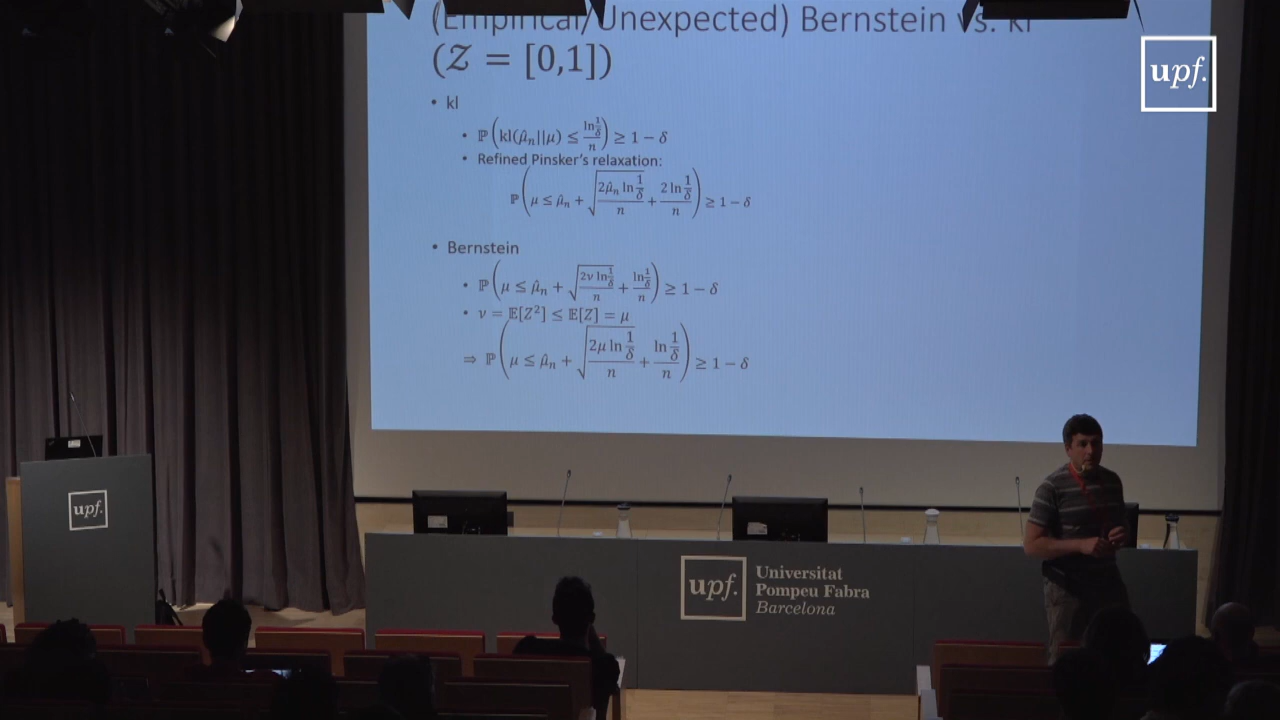 (Empirical/Unexpected) Bernstein vs. kl
(𝒵 = [0,1])
upf.
• kl
• ℙ(kl(μ̂ₙ||μ) ≤ ln(1/δ)/n) ≥ 1 − δ
• Refined Pinsker's relaxation:
ℙ(μ ≤ μ̂ₙ + √(2μ̂ₙ ln(1/δ)/n) + 2 ln(1/δ)/n) ≥ 1 − δ
• Bernstein
• ℙ(μ ≤ μ̂ₙ + √(2ν ln(1/δ)/n) + ln(1/δ)/n) ≥ 1 − δ
• ν = 𝔼[Z²] ≤ 𝔼[Z] = μ
⇒ ℙ(μ ≤ μ̂ₙ + √(2μ ln(1/δ)/n) + ln(1/δ)/n) ≥ 1 − δ
upf.
upf.
Universitat
Pompeu Fabra
Barcelona